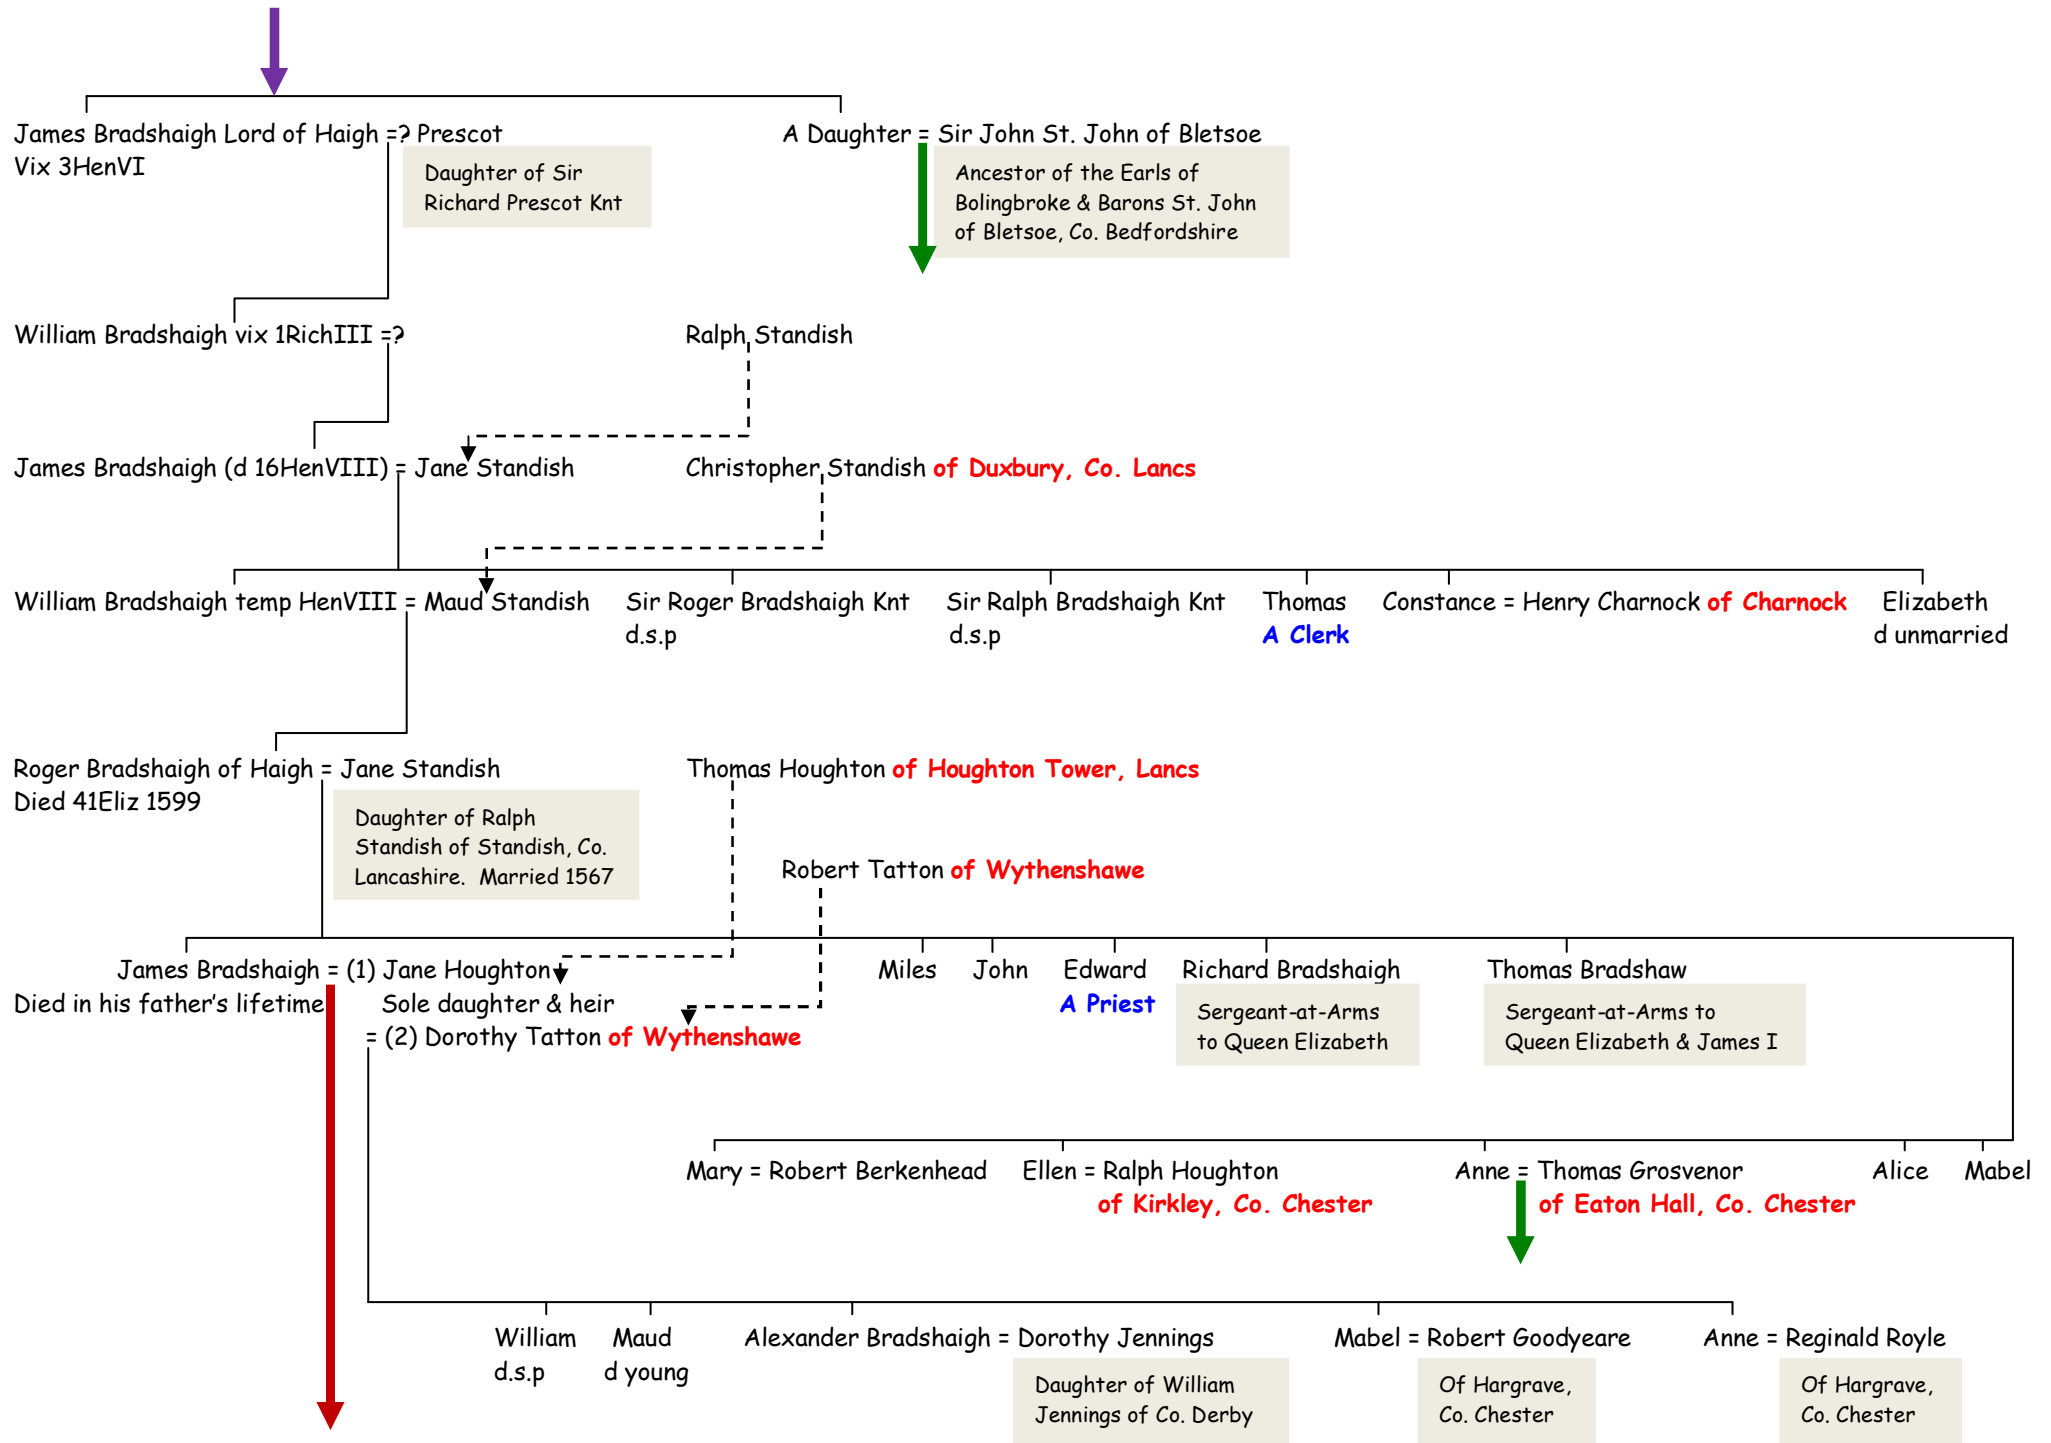 James Bradshaigh Lord of Haigh =? Prescot
Vix 3HenVI
Daughter of Sir
Richard Prescot Knt
A Daughter = Sir John St. John of Bletsoe
Ancestor of the Earls of
Bolingbroke & Barons St. John
of Bletsoe, Co. Bedfordshire
William Bradshaigh vix 1RichIII =?
Ralph Standish
James Bradshaigh (d 16HenVIII) = Jane Standish
Christopher Standish of Duxbury, Co. Lancs
William Bradshaigh temp HenVIII = Maud Standish
Sir Roger Bradshaigh Knt
d.s.p
Sir Ralph Bradshaigh Knt
d.s.p
Thomas
A Clerk
Constance = Henry Charnock of Charnock
Elizabeth
d unmarried
Roger Bradshaigh of Haigh = Jane Standish
Died 41Eliz 1599
Daughter of Ralph
Standish of Standish, Co.
Lancashire. Married 1567
Thomas Houghton of Houghton Tower, Lancs
Robert Tatton of Wythenshawe
James Bradshaigh = (1) Jane Houghton
Died in his father's lifetime
Sole daughter & heir
= (2) Dorothy Tatton of Wythenshawe
Miles
John
Edward
A Priest
Richard Bradshaigh
Sergeant-at-Arms
to Queen Elizabeth
Thomas Bradshaw
Sergeant-at-Arms to
Queen Elizabeth & James I
Mary = Robert Berkenhead
Ellen = Ralph Houghton
of Kirkley, Co. Chester
Anne = Thomas Grosvenor
of Eaton Hall, Co. Chester
Alice
Mabel
William
d.s.p
Maud
d young
Alexander Bradshaigh = Dorothy Jennings
Daughter of William
Jennings of Co. Derby
Mabel = Robert Goodyeare
Of Hargrave,
Co. Chester
Anne = Reginald Royle
Of Hargrave,
Co. Chester